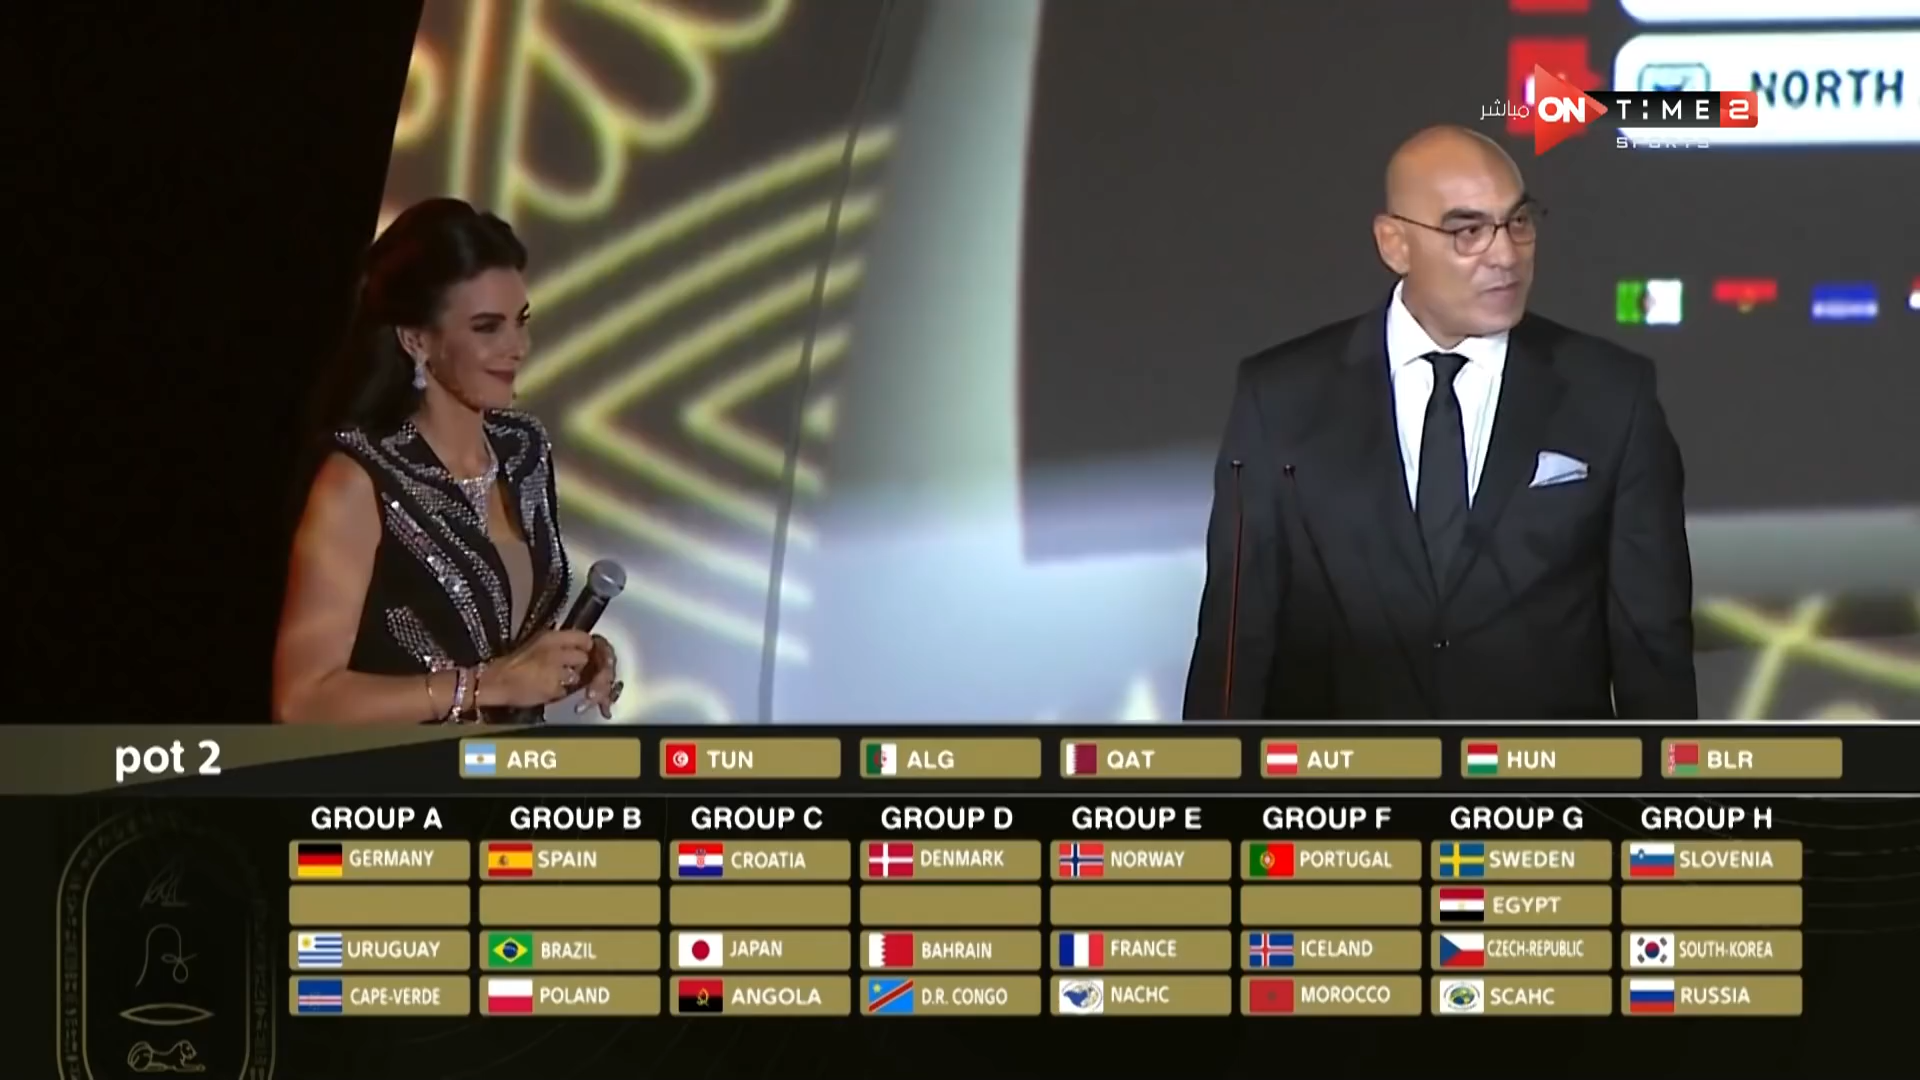 NORTH
مباشر ON TIME 2
SPORTS
pot 2
ARG TUN ALG QAT AUT HUN BLR
GROUP A GROUP B GROUP C GROUP D GROUP E GROUP F GROUP G GROUP H
GERMANY SPAIN CROATIA DENMARK NORWAY PORTUGAL SWEDEN SLOVENIA
EGYPT
URUGUAY BRAZIL JAPAN BAHRAIN FRANCE ICELAND CZECH-REPUBLIC SOUTH-KOREA
CAPE-VERDE POLAND ANGOLA D.R. CONGO NACHC MOROCCO SCAHC RUSSIA